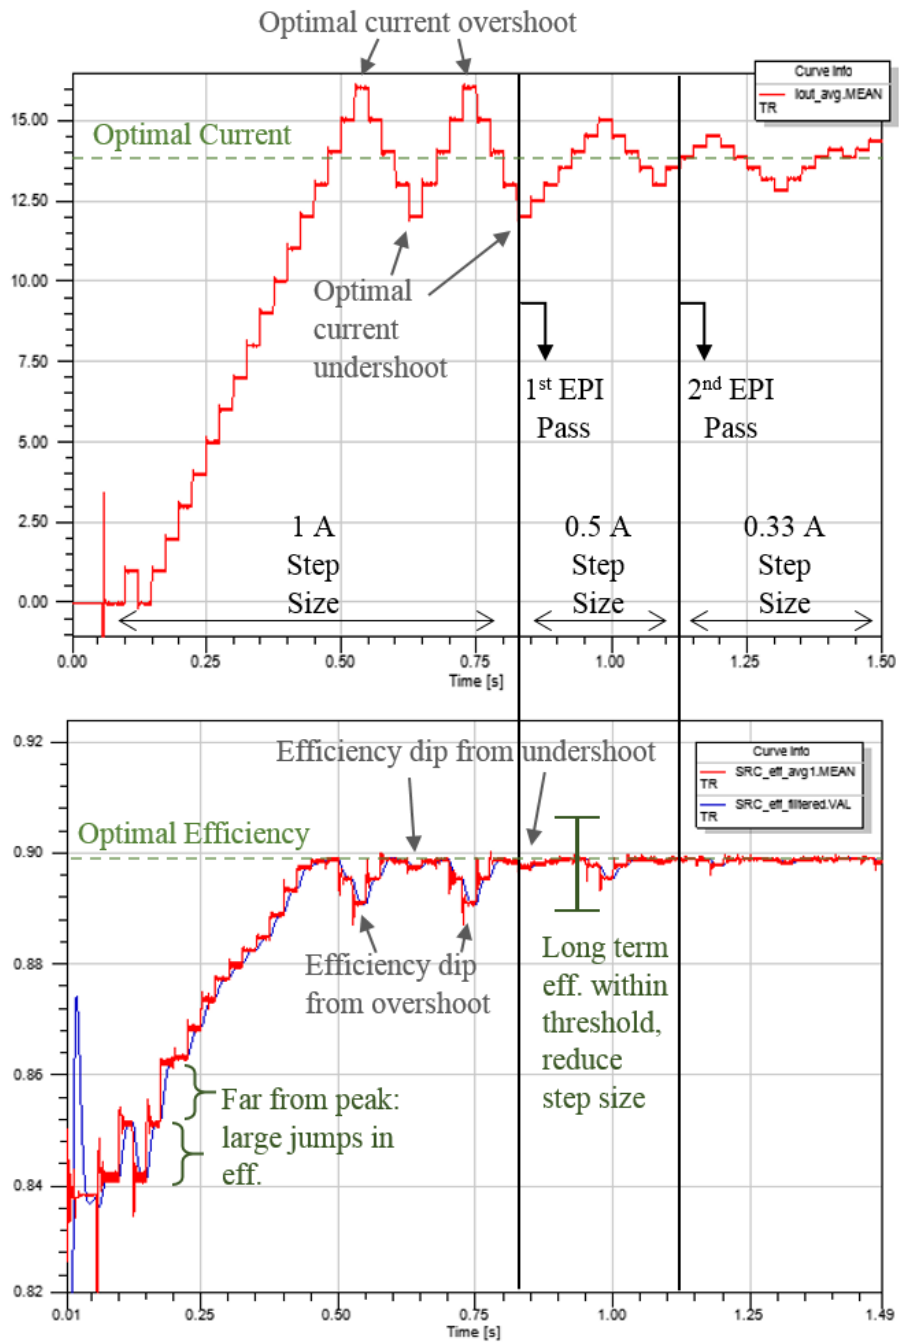 Optimal current overshoot
Curve Info
Iout_avg.MEAN
TR
15.00
Optimal Current
12.50
10.00
Optimal
current
undershoot
7.50
1st EPI
Pass
2nd EPI
Pass
5.00
2.50
1 A
Step
Size
0.5 A
Step
Size
0.33 A
Step
Size
0.00
0.00
0.25
0.50
0.75
1.00
1.25
1.50
Time [s]
0.92
Efficiency dip from undershoot
Curve Info
SRC_eff_avg1.MEAN
TR
SRC_eff_filtered.VAL
TR
Optimal Efficiency
0.90
Efficiency dip
from overshoot
Long term
eff. within
threshold,
reduce
step size
0.88
0.86
Far from peak:
large jumps in
eff.
0.84
0.82
0.01
0.25
0.50
0.75
1.00
1.25
1.49
Time [s]